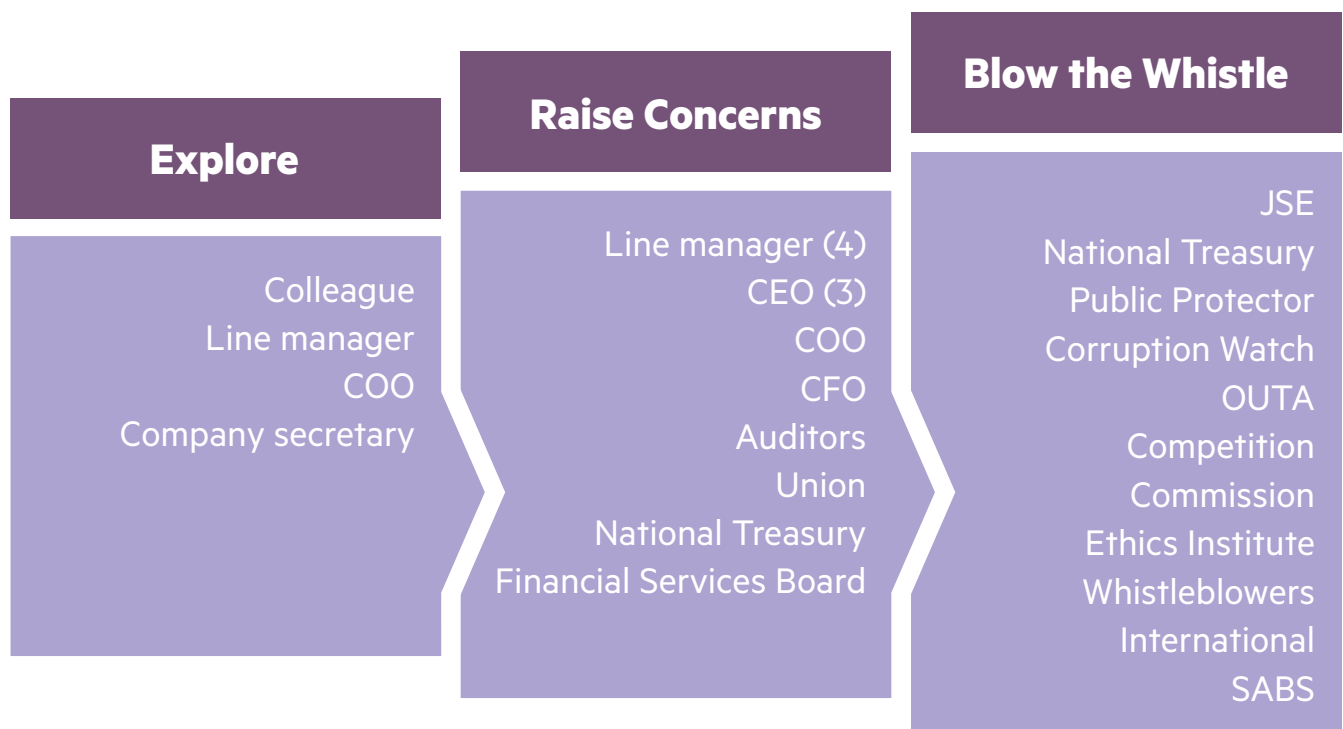 Explore
Colleague
Line manager
COO
Company secretary
Raise Concerns
Line manager (4)
CEO (3)
COO
CFO
Auditors
Union
National Treasury
Financial Services Board
Blow the Whistle
JSE
National Treasury
Public Protector
Corruption Watch
OUTA
Competition
Commission
Ethics Institute
Whistleblowers
International
SABS